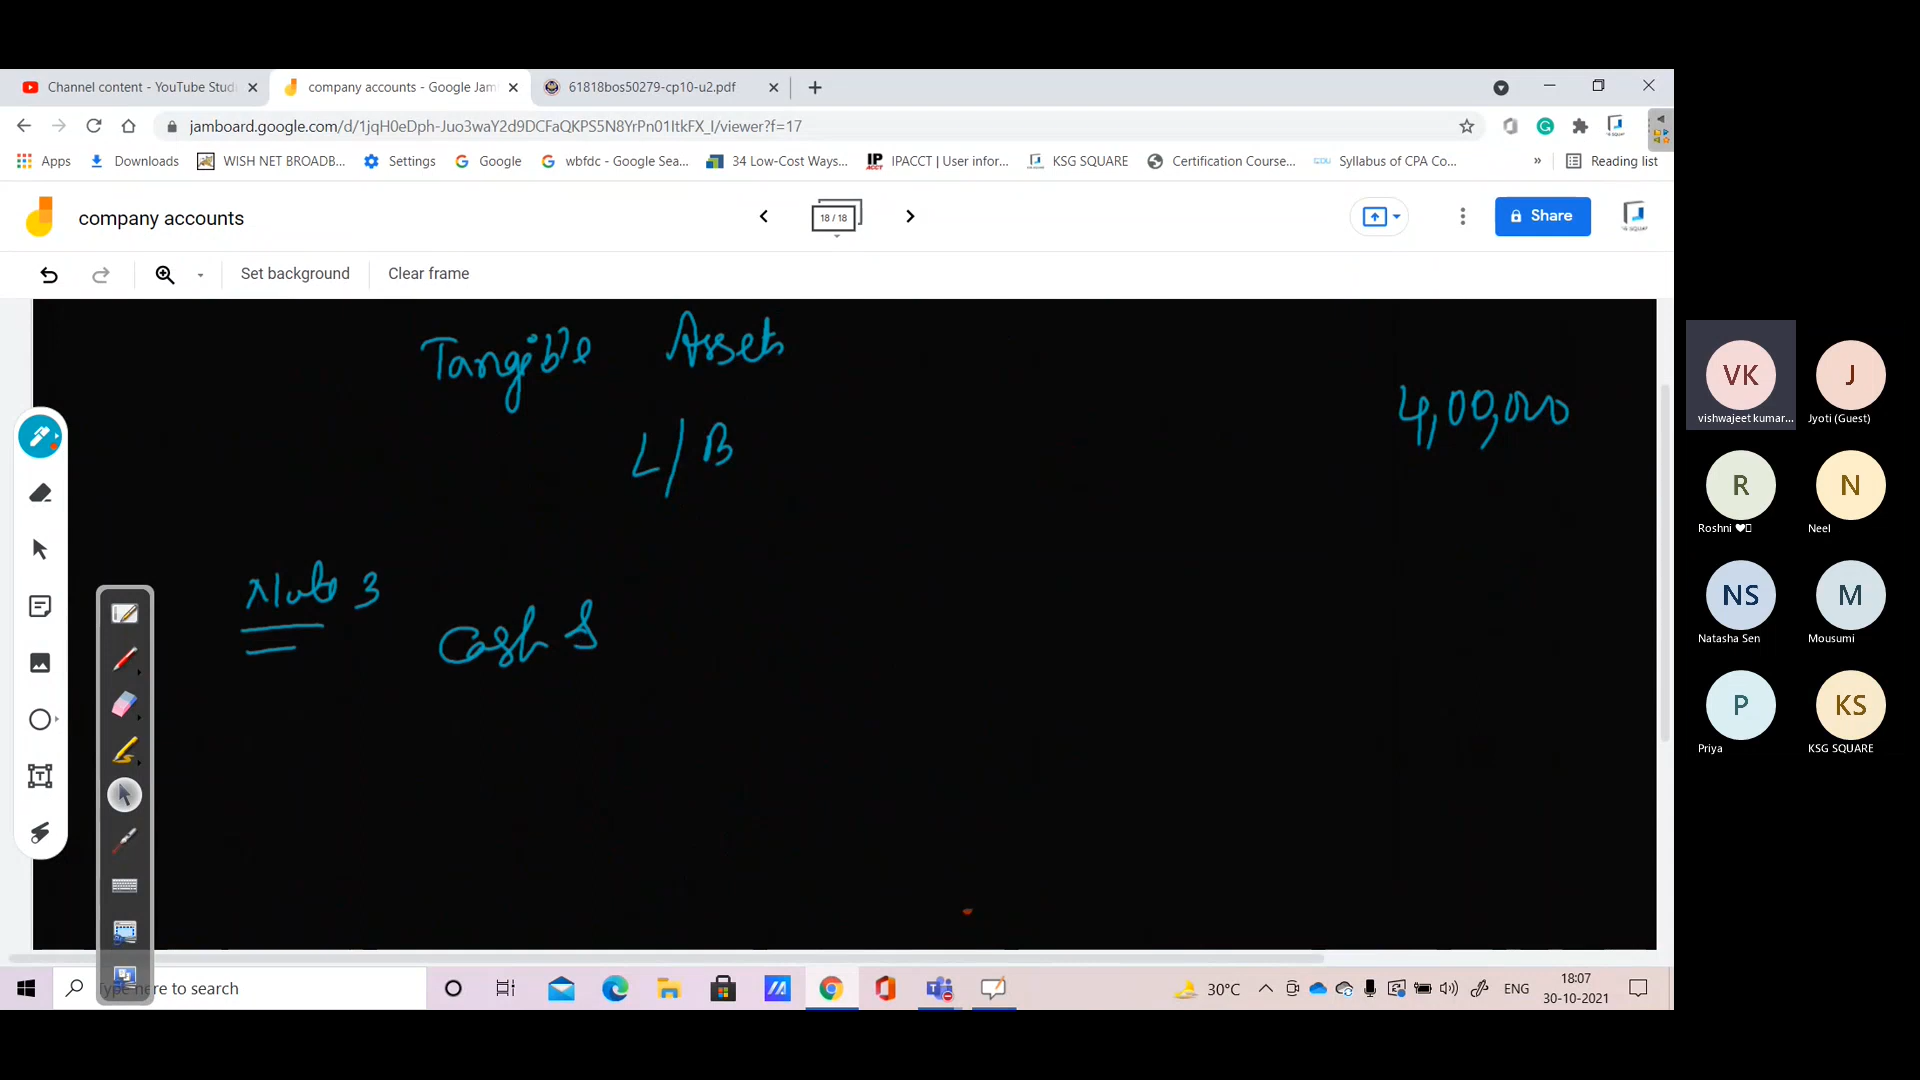 Channel content - YouTube Stud
company accounts - Google Jam
61818bos50279-cp10-u2.pdf
jamboard.google.com/d/1jqH0eDph-Juo3waY2d9DCFaQKPS5N8YrPn01ItkFX_I/viewer?f=17
Apps
Downloads
WISH NET BROADB...
Settings
Google
wbfdc - Google Sea...
34 Low-Cost Ways...
IPACCT | User infor...
KSG SQUARE
Certification Course...
Syllabus of CPA Co...
»
Reading list
company accounts
18 / 18
Share
Set background
Clear frame
Tangible Assets
4,00,000
L/B
Note 3
Cash &
VK
vishwajeet kumar...
J
Jyoti (Guest)
R
Roshni
N
Neel
NS
Natasha Sen
M
Mousumi
P
Priya
KS
KSG SQUARE
Type here to search
30°C
ENG
18:07
30-10-2021